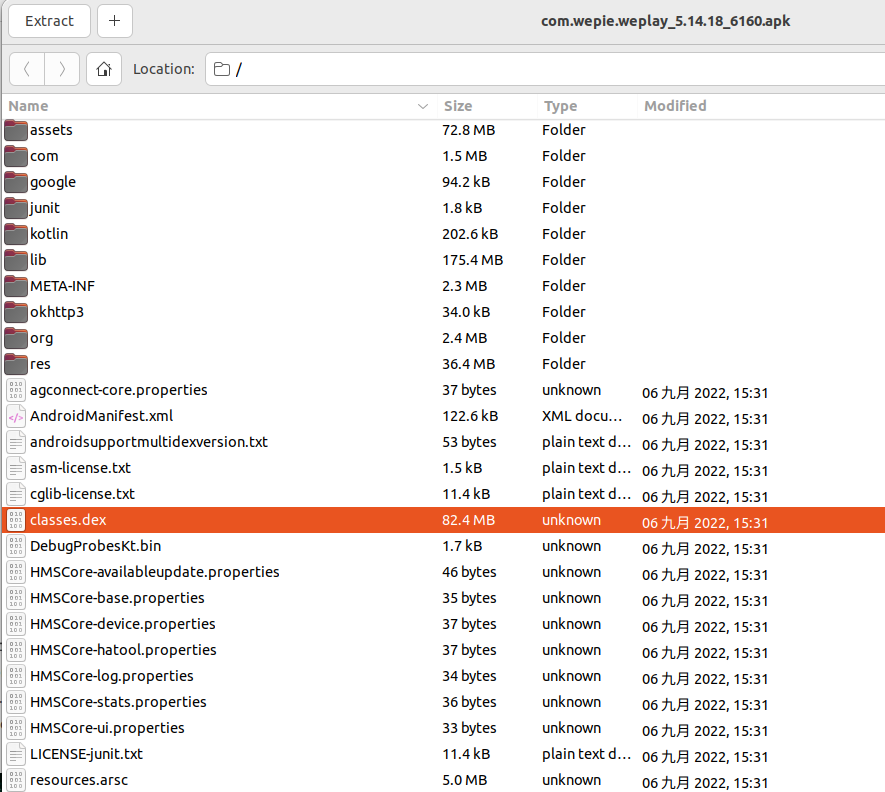 Extract + com.wepie.weplay_5.14.18_6160.apk
Location: /
Name Size Type Modified
assets 72.8 MB Folder
com 1.5 MB Folder
google 94.2 kB Folder
junit 1.8 kB Folder
kotlin 202.6 kB Folder
lib 175.4 MB Folder
META-INF 2.3 MB Folder
okhttp3 34.0 kB Folder
org 2.4 MB Folder
res 36.4 MB Folder
agconnect-core.properties 37 bytes unknown 06 九月 2022, 15:31
AndroidManifest.xml 122.6 kB XML docu… 06 九月 2022, 15:31
androidsupportmultidexversion.txt 53 bytes plain text d… 06 九月 2022, 15:31
asm-license.txt 1.5 kB plain text d… 06 九月 2022, 15:31
cglib-license.txt 11.4 kB plain text d… 06 九月 2022, 15:31
classes.dex 82.4 MB unknown 06 九月 2022, 15:31
DebugProbesKt.bin 1.7 kB unknown 06 九月 2022, 15:31
HMSCore-availableupdate.properties 46 bytes unknown 06 九月 2022, 15:31
HMSCore-base.properties 35 bytes unknown 06 九月 2022, 15:31
HMSCore-device.properties 37 bytes unknown 06 九月 2022, 15:31
HMSCore-hatool.properties 37 bytes unknown 06 九月 2022, 15:31
HMSCore-log.properties 34 bytes unknown 06 九月 2022, 15:31
HMSCore-stats.properties 36 bytes unknown 06 九月 2022, 15:31
HMSCore-ui.properties 33 bytes unknown 06 九月 2022, 15:31
LICENSE-junit.txt 11.4 kB plain text d… 06 九月 2022, 15:31
resources.arsc 5.0 MB unknown 06 九月 2022, 15:31